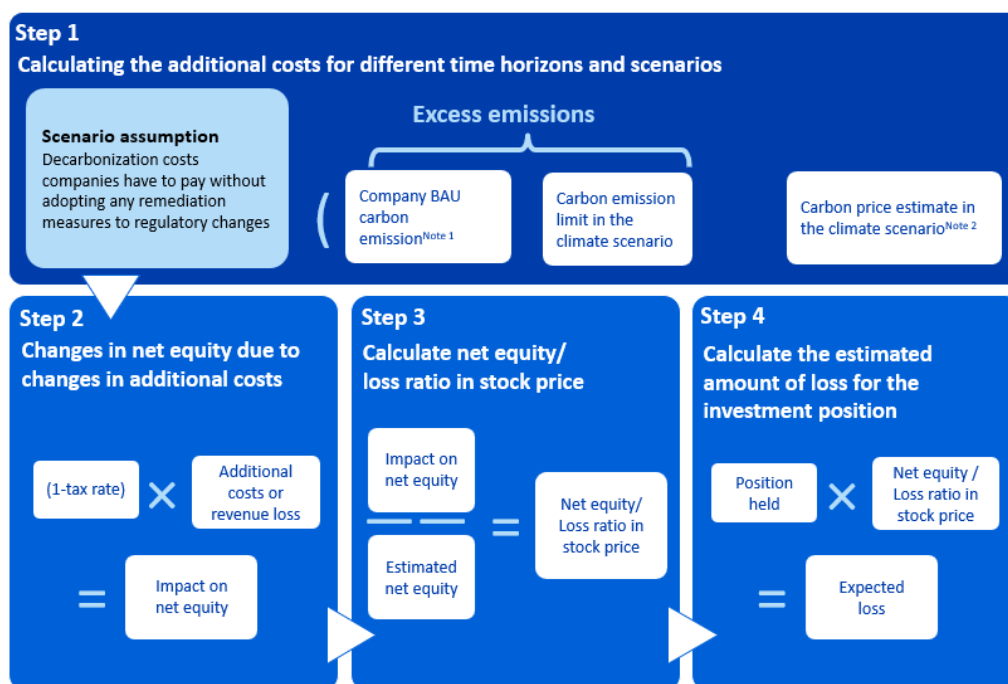 Step 1
Calculating the additional costs for different time horizons and scenarios
Scenario assumption
Decarbonization costs
companies have to pay without
adopting any remediation
measures to regulatory changes
Excess emissions
(
Company BAU
carbon
emission Note 1
Carbon emission
limit in the
climate scenario
Carbon price estimate in
the climate scenario Note 2
Step 2
Changes in net equity due to
changes in additional costs
(1-tax rate)
×
Additional
costs or
revenue loss
=
Impact on
net equity
Step 3
Calculate net equity/
loss ratio in stock price
Impact on
net equity
Estimated
net equity
=
Net equity/
Loss ratio in
stock price
Step 4
Calculate the estimated
amount of loss for the
investment position
Position
held
×
Net equity /
Loss ratio in
stock price
=
Expected
loss